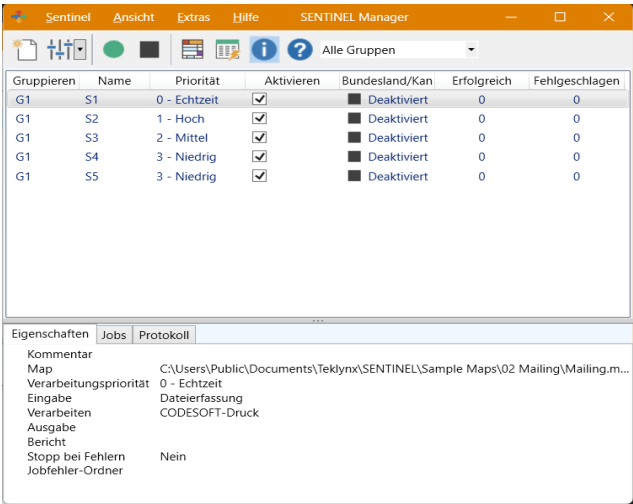 Sentinel Ansicht Extras Hilfe SENTINEL Manager
Alle Gruppen
Gruppieren Name Priorität Aktivieren Bundesland/Kan Erfolgreich Fehlgeschlagen
G1 S1 0 - Echtzeit Deaktiviert 0 0
G1 S2 1 - Hoch Deaktiviert 0 0
G1 S3 2 - Mittel Deaktiviert 0 0
G1 S4 3 - Niedrig Deaktiviert 0 0
G1 S5 3 - Niedrig Deaktiviert 0 0
Eigenschaften Jobs Protokoll
Kommentar
Map C:\Users\Public\Documents\Teklynx\SENTINEL\Sample Maps\02 Mailing\Mailing.m...
Verarbeitungspriorität 0 - Echtzeit
Eingabe Dateierfassung
Verarbeiten CODESOFT-Druck
Ausgabe
Bericht
Stopp bei Fehlern Nein
Jobfehler-Ordner